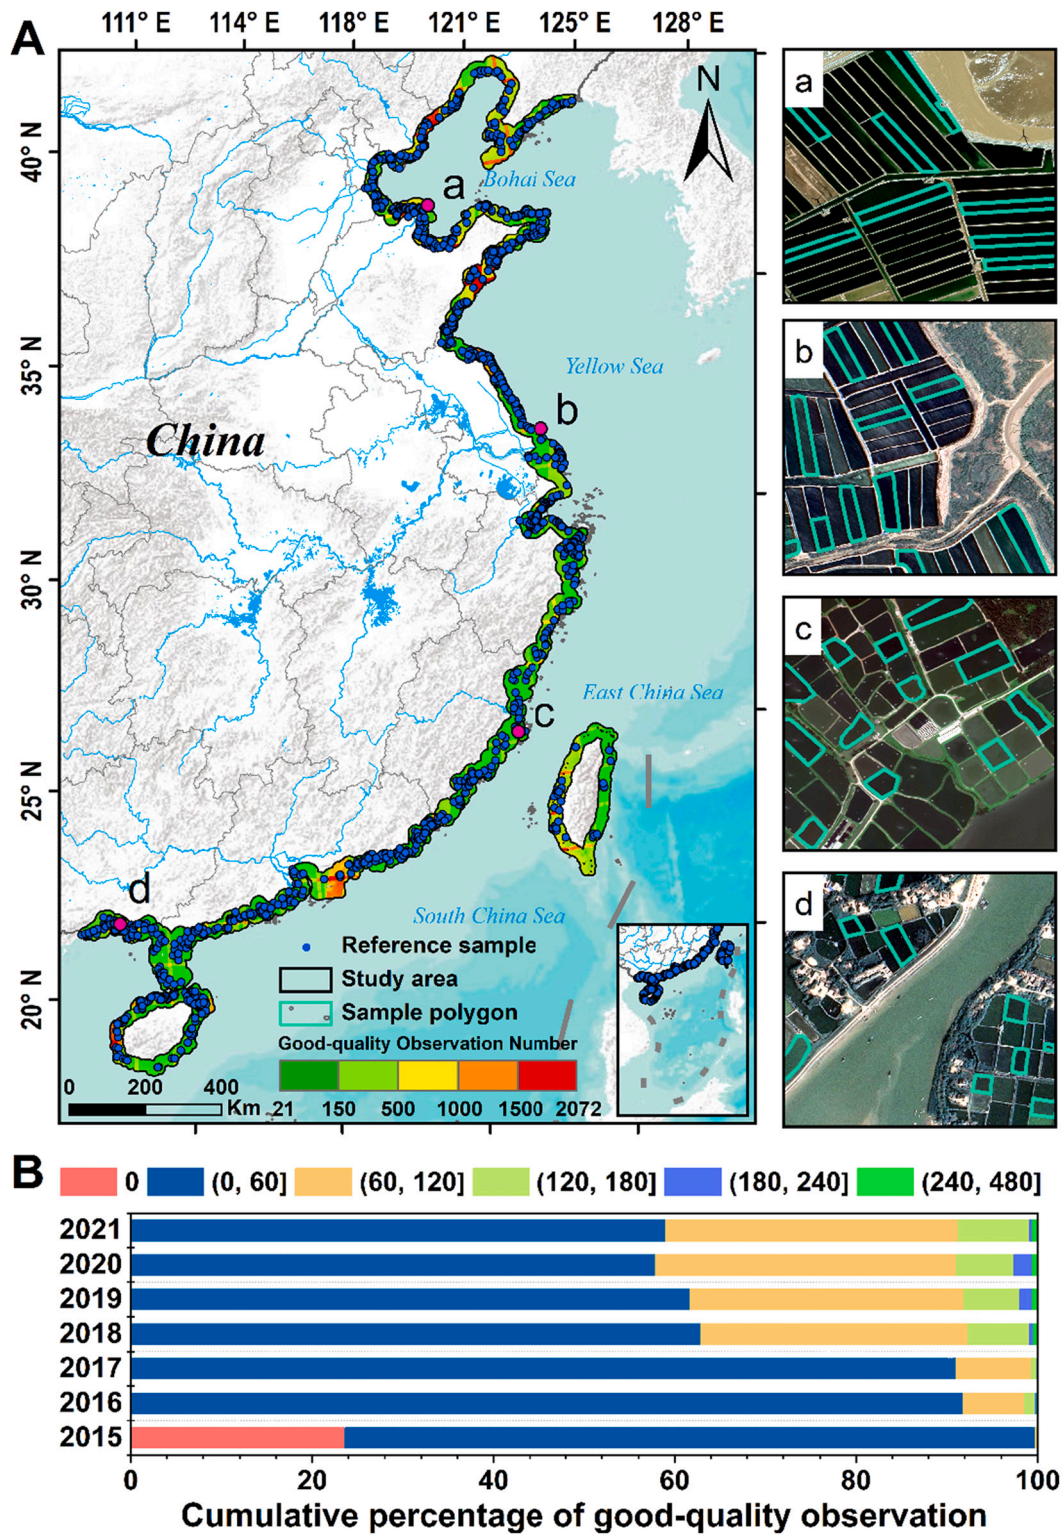 A
111° E 114° E 118° E 121° E 125° E 128° E
40° N
35° N
30° N
25° N
20° N
N
a
Bohai Sea
Yellow Sea
b
China
East China Sea
c
d
South China Sea
Reference sample
Study area
Sample polygon
Good-quality Observation Number
21 150 500 1000 1500 2072
0 200 400
Km
a
b
c
d
B
0 (0, 60] (60, 120] (120, 180] (180, 240] (240, 480]
2021
2020
2019
2018
2017
2016
2015
0 20 40 60 80 100
Cumulative percentage of good-quality observation